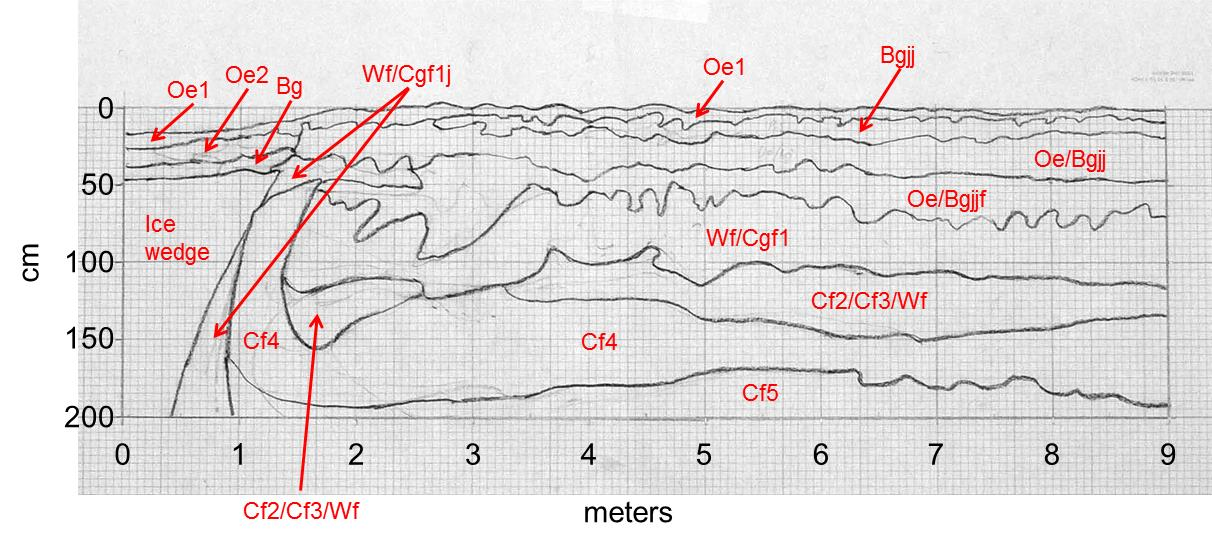 Oe1
Oe2
Bg
Wf/Cgf1j
Oe1
Bgjj
0
50
100
150
200
cm
Oe/Bgjj
Oe/Bgjjf
Ice
wedge
Wf/Cgf1
Cf2/Cf3/Wf
Cf4
Cf4
Cf5
0 1 2 3 4 5 6 7 8 9
Cf2/Cf3/Wf
meters